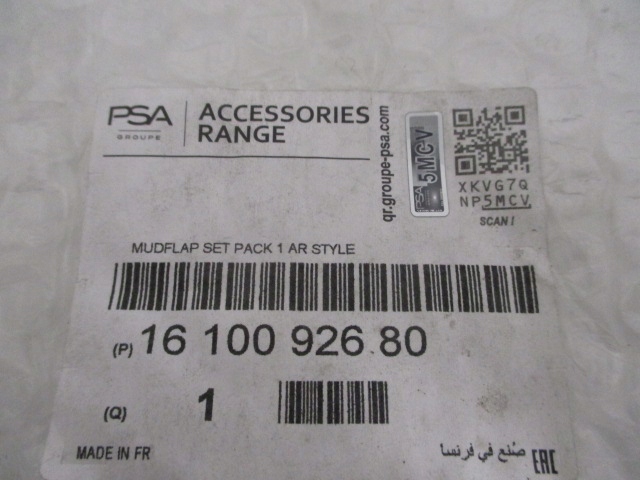 PSA
GROUPE
ACCESSORIES
RANGE
qr.groupe-psa.com
PSA
5MCV
XKVG7Q
NP5MCV
SCAN!
MUDFLAP SET PACK 1 AR STYLE
(P) 16 100 926 80
(Q) 1
MADE IN FR
صُنع في فرنسا
EAC